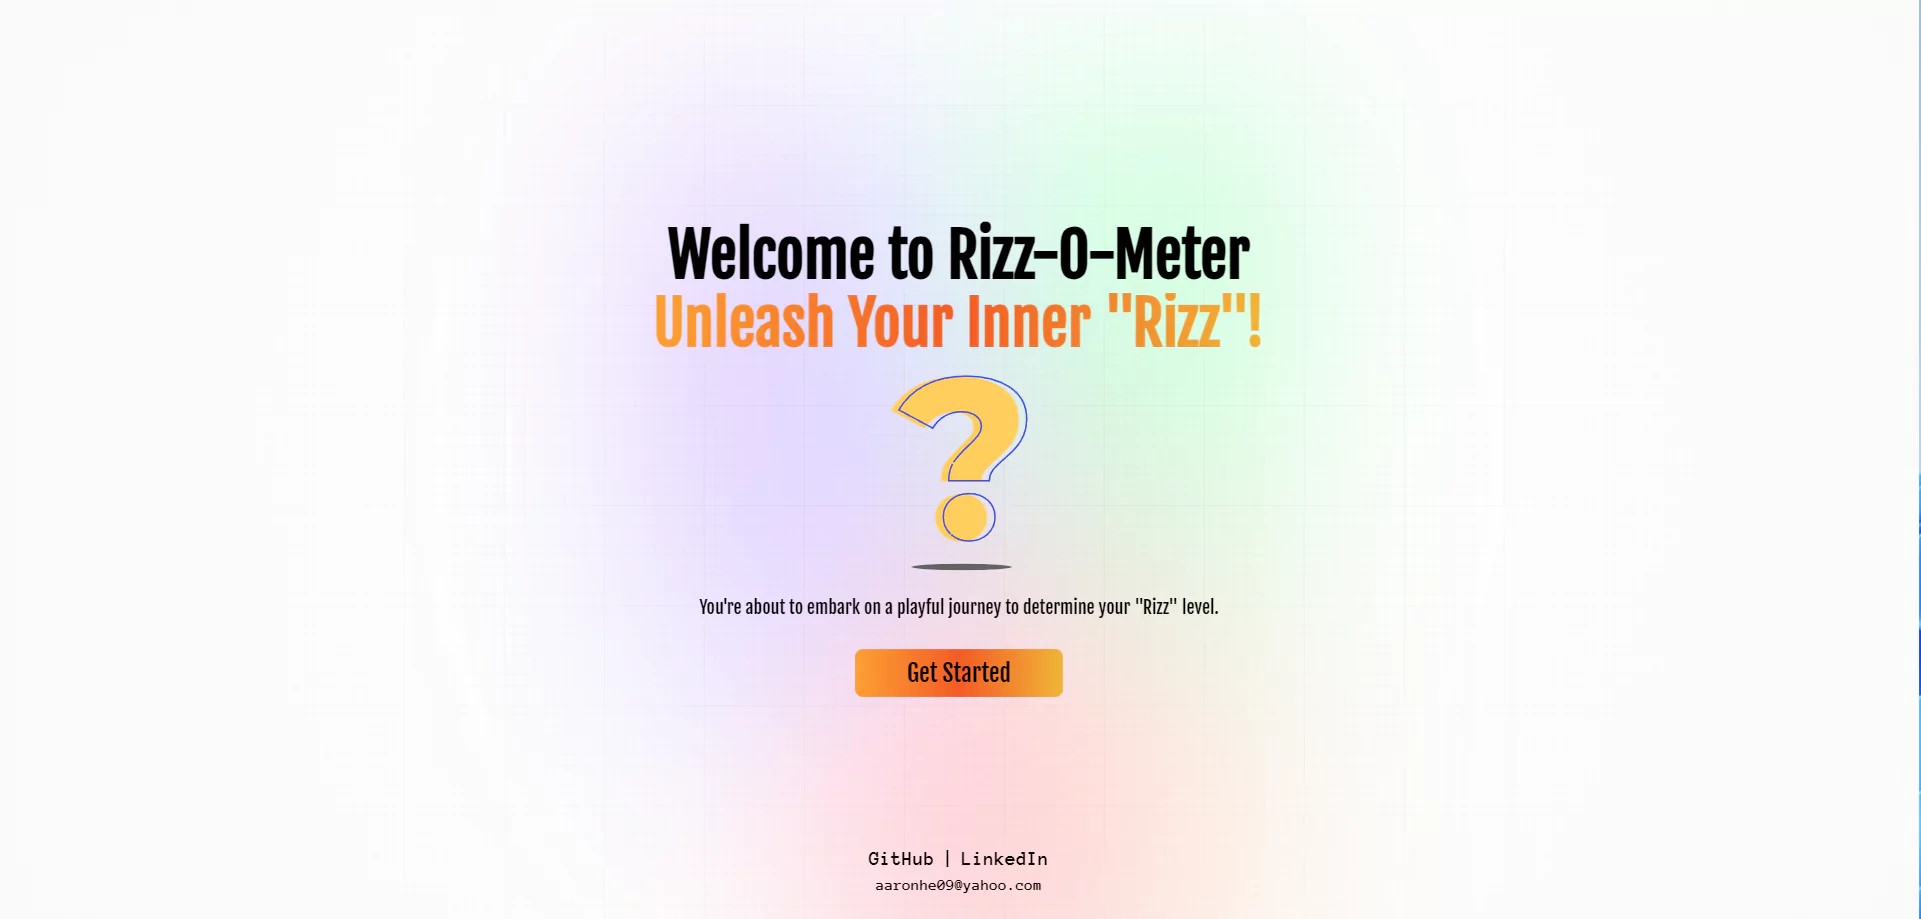 Welcome to Rizz-O-Meter
Unleash Your Inner "Rizz"!
?
You're about to embark on a playful journey to determine your "Rizz" level.
Get Started
GitHub | LinkedIn
aaronhe09@yahoo.com